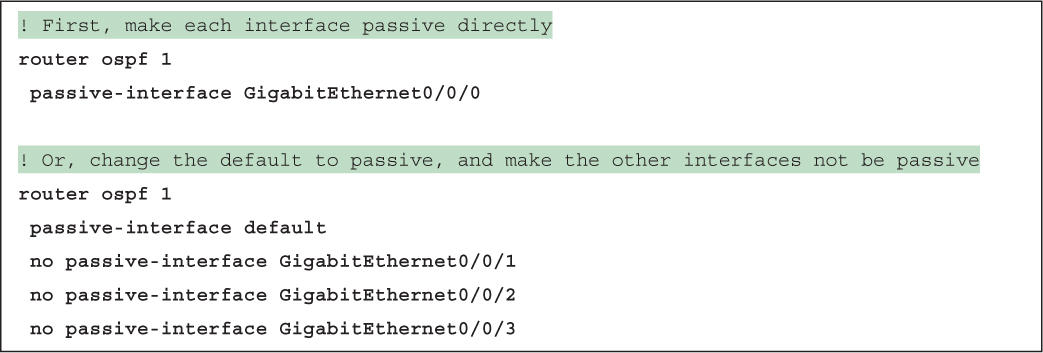 ! First, make each interface passive directly
router ospf 1
passive-interface GigabitEthernet0/0/0
! Or, change the default to passive, and make the other interfaces not be passive
router ospf 1
passive-interface default
no passive-interface GigabitEthernet0/0/1
no passive-interface GigabitEthernet0/0/2
no passive-interface GigabitEthernet0/0/3